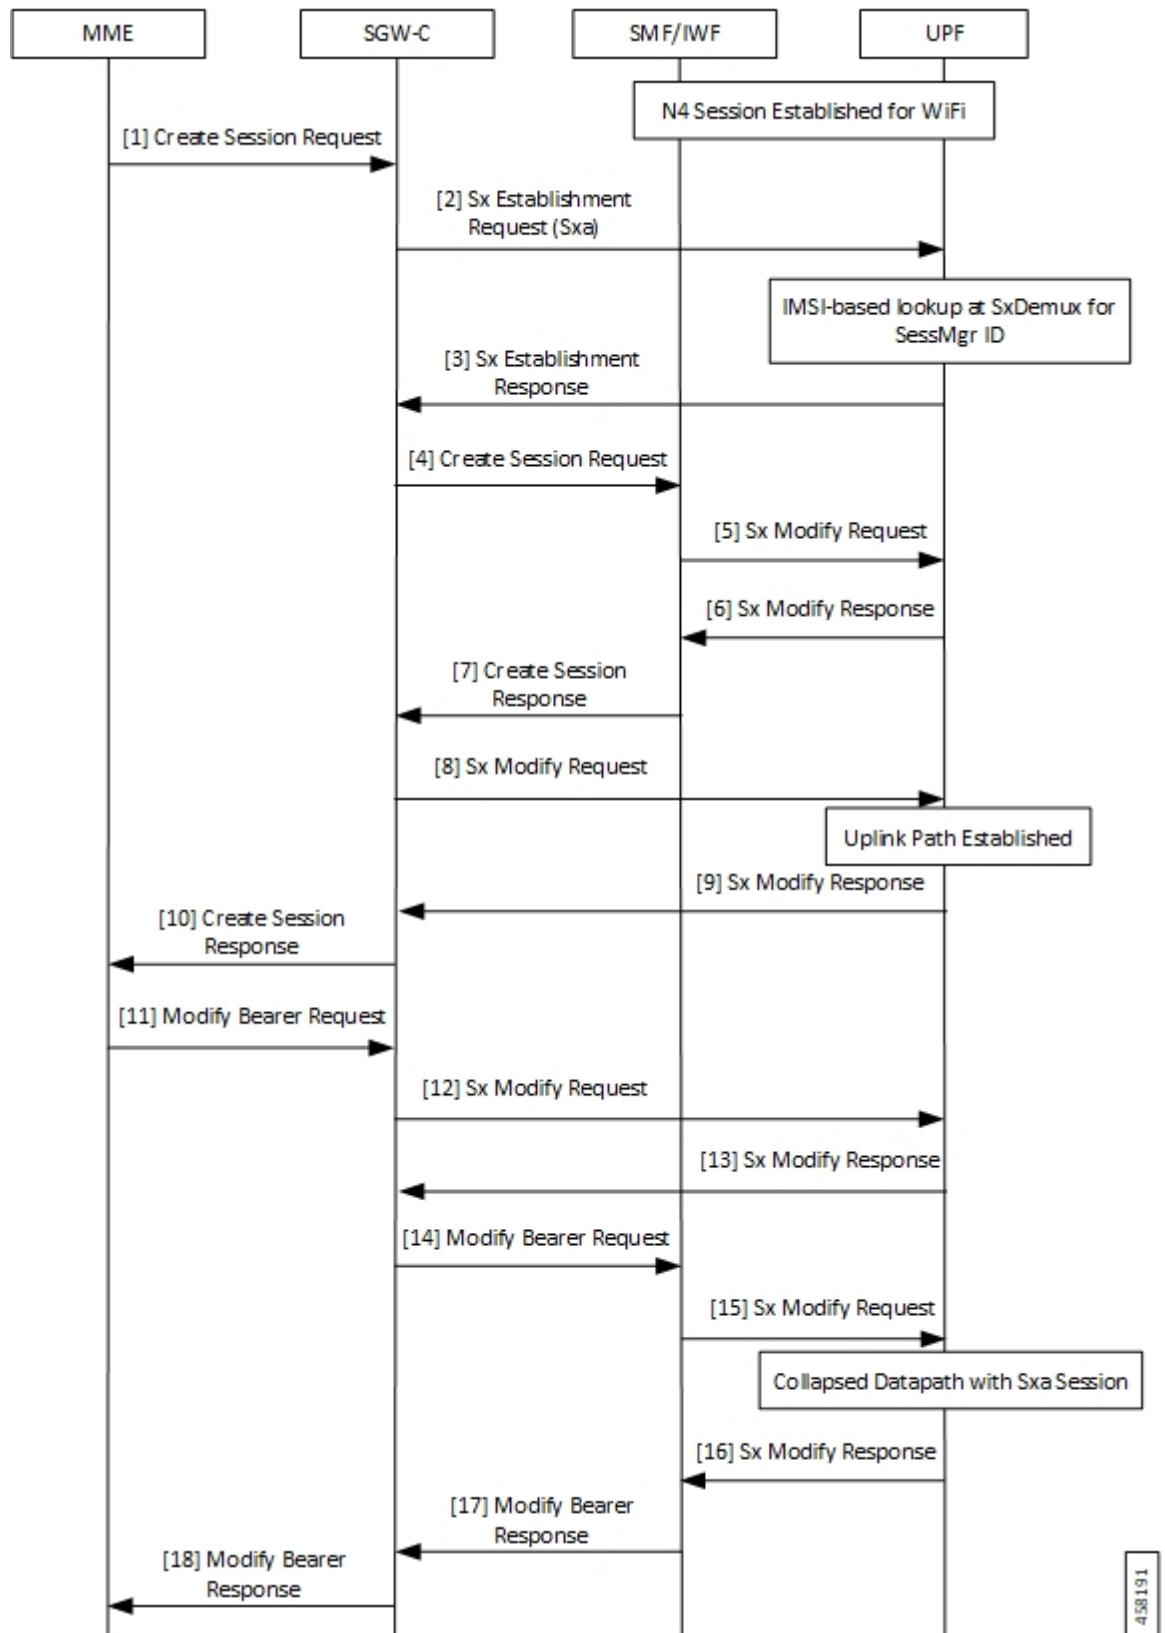 MME
SGW-C
SMF/IWF
UPF
N4 Session Established for WiFi
[1] Create Session Request
[2] Sx Establishment
Request (Sxa)
IMSI-based lookup at SxDemux for
SessMgr ID
[3] Sx Establishment
Response
[4] Create Session Request
[5] Sx Modify Request
[6] Sx Modify Response
[7] Create Session
Response
[8] Sx Modify Request
Uplink Path Established
[9] Sx Modify Response
[10] Create Session
Response
[11] Modify Bearer Request
[12] Sx Modify Request
[13] Sx Modify Response
[14] Modify Bearer Request
[15] Sx Modify Request
Collapsed Datapath with Sxa Session
[16] Sx Modify Response
[17] Modify Bearer
Response
[18] Modify Bearer
Response
458191